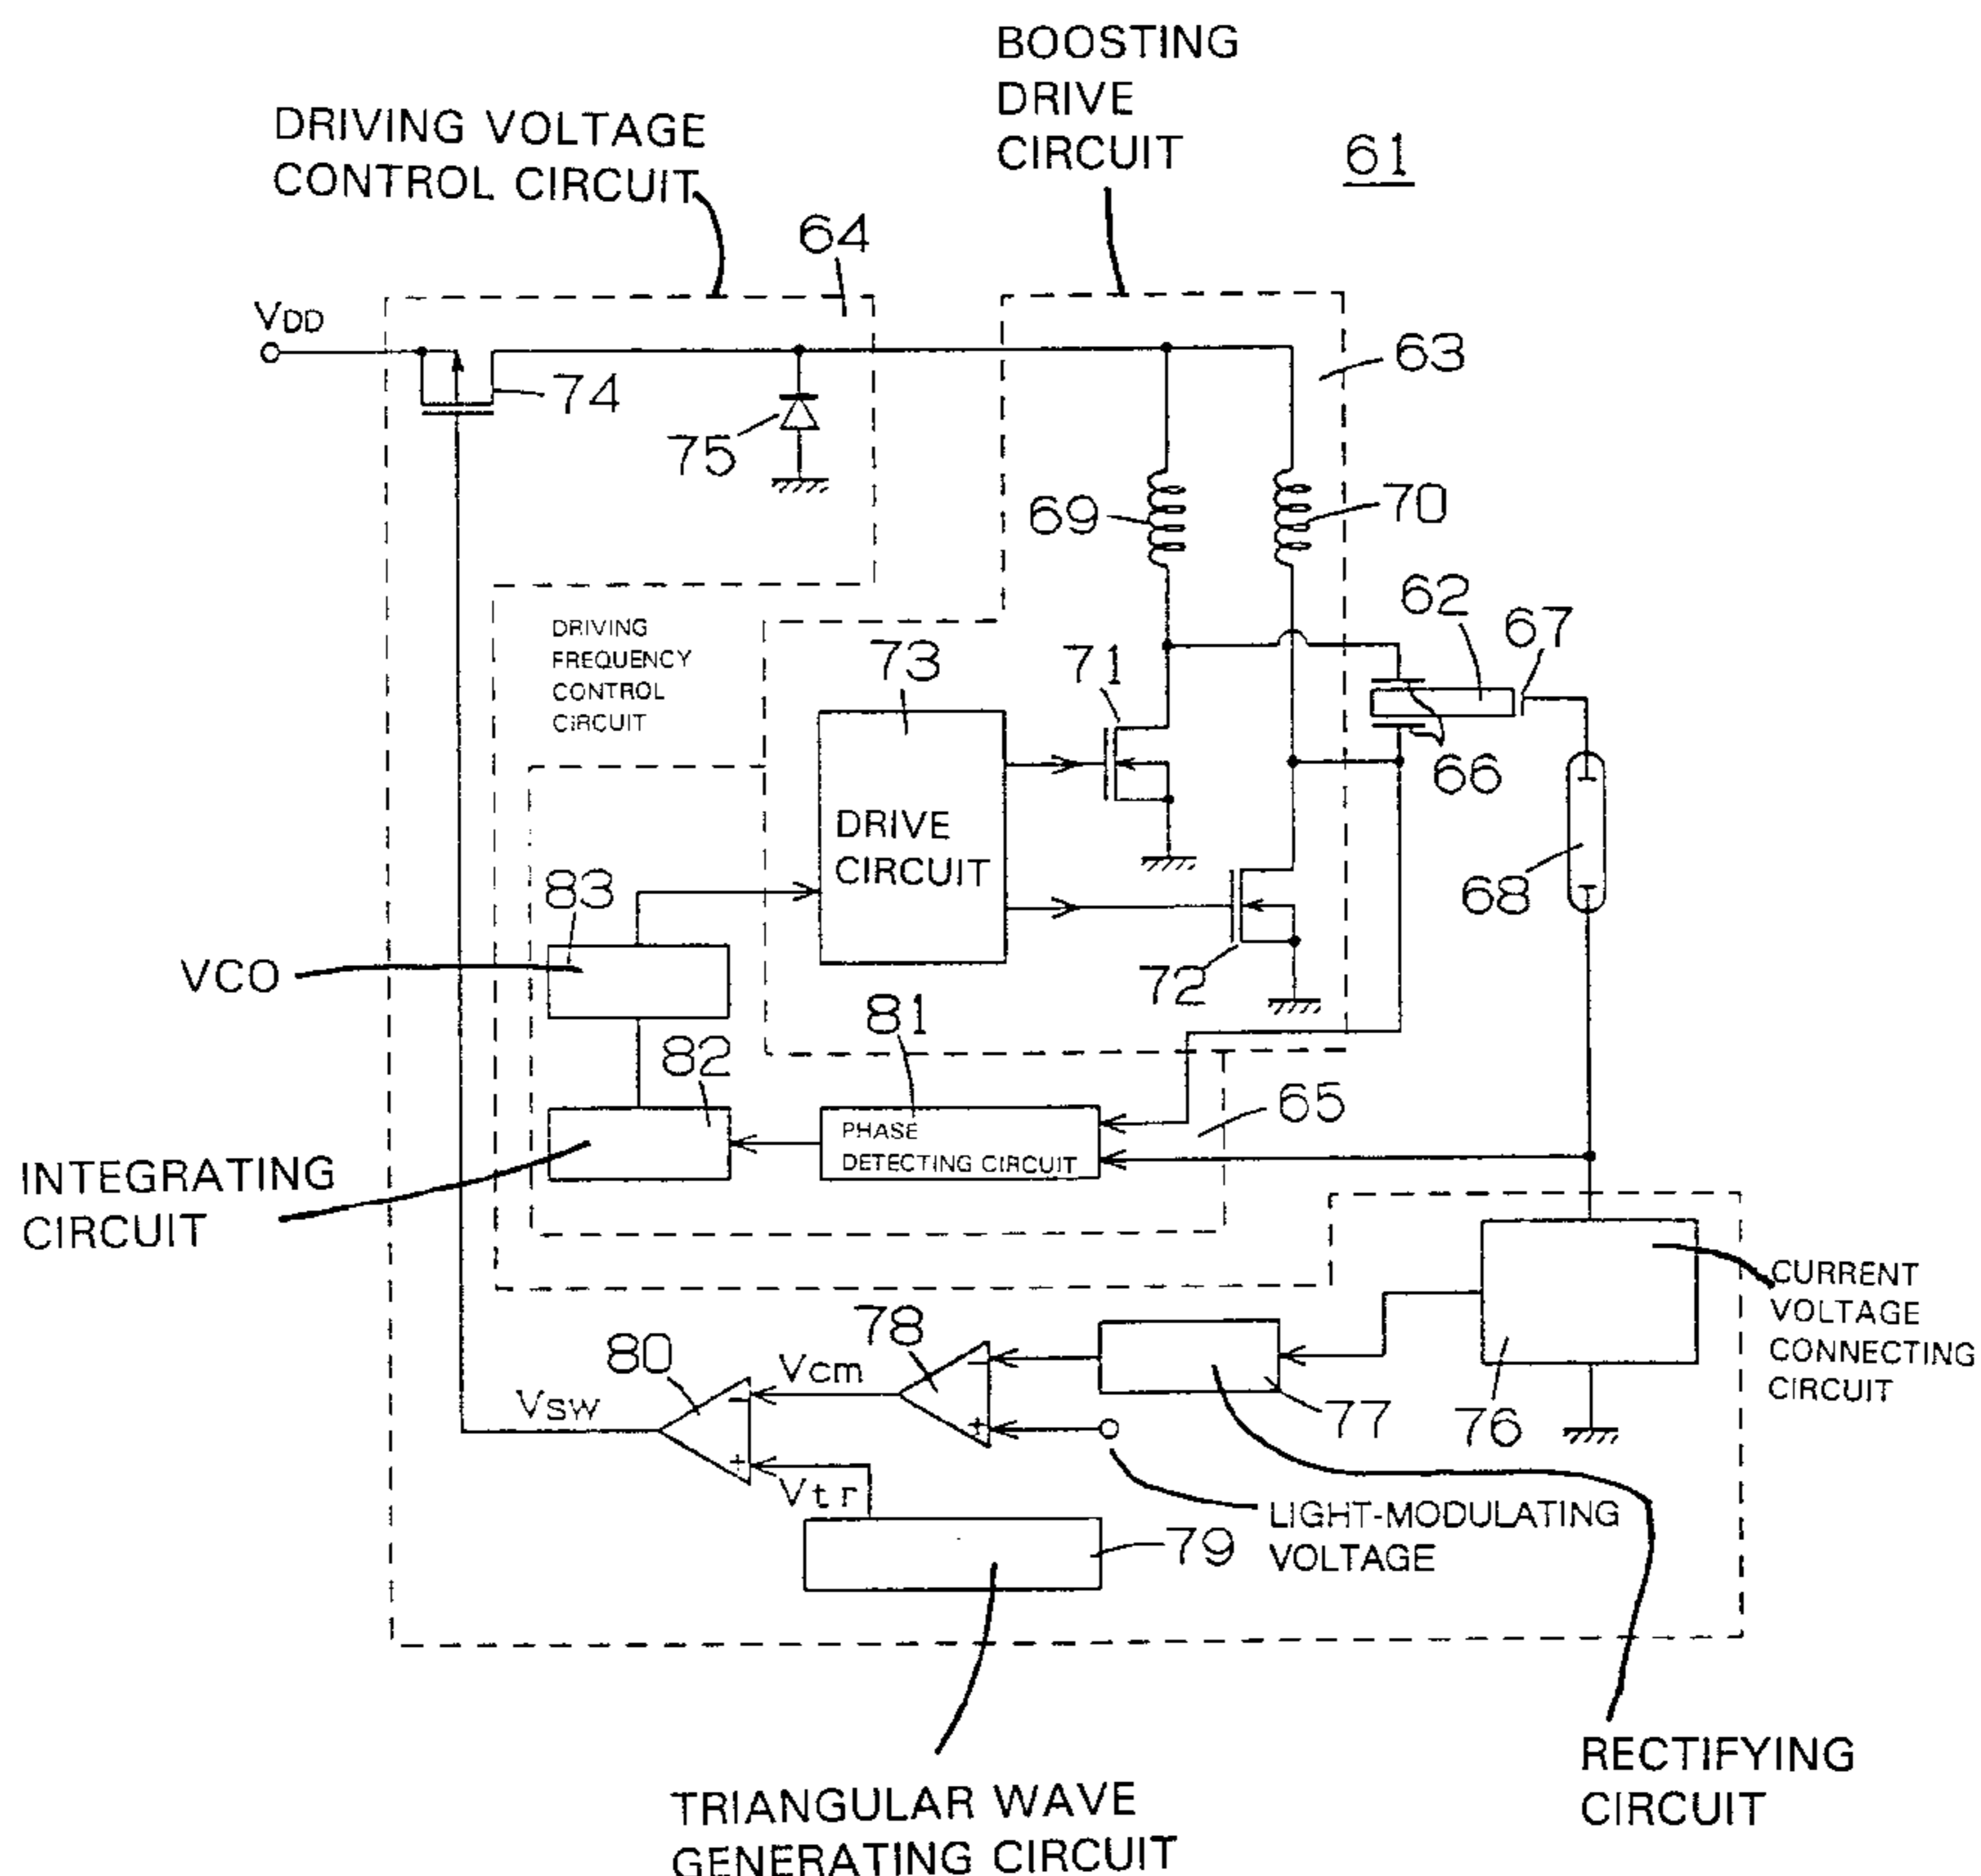 BOOSTING
DRIVE
CIRCUIT
61
DRIVING VOLTAGE
CONTROL CIRCUIT
64
VDD
63
74
75
69
70
DRIVING
FREQUENCY
CONTROL
CIRCUIT
62
67
73
71
66
DRIVE
CIRCUIT
68
83
VCO
72
81
82
65
PHASE
DETECTING CIRCUIT
INTEGRATING
CIRCUIT
CURRENT
VOLTAGE
CONNECTING
CIRCUIT
80
78
Vcm
-
-
Vsw
+
77
76
+
Vtr
LIGHT-MODULATING
VOLTAGE
79
RECTIFYING
CIRCUIT
TRIANGULAR WAVE
GENERATING CIRCUIT